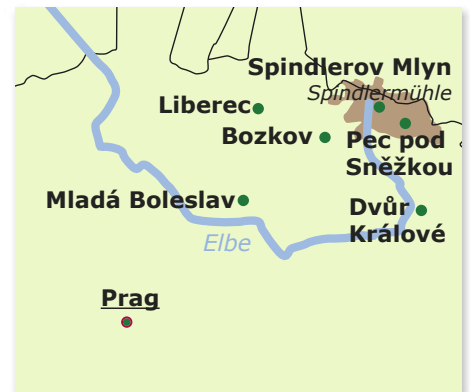 Spindlerov Mlyn
Spindlermühle
Liberec
Bozkov
Pec pod
Sněžkou
Mladá Boleslav
Dvůr
Králové
Elbe
Prag